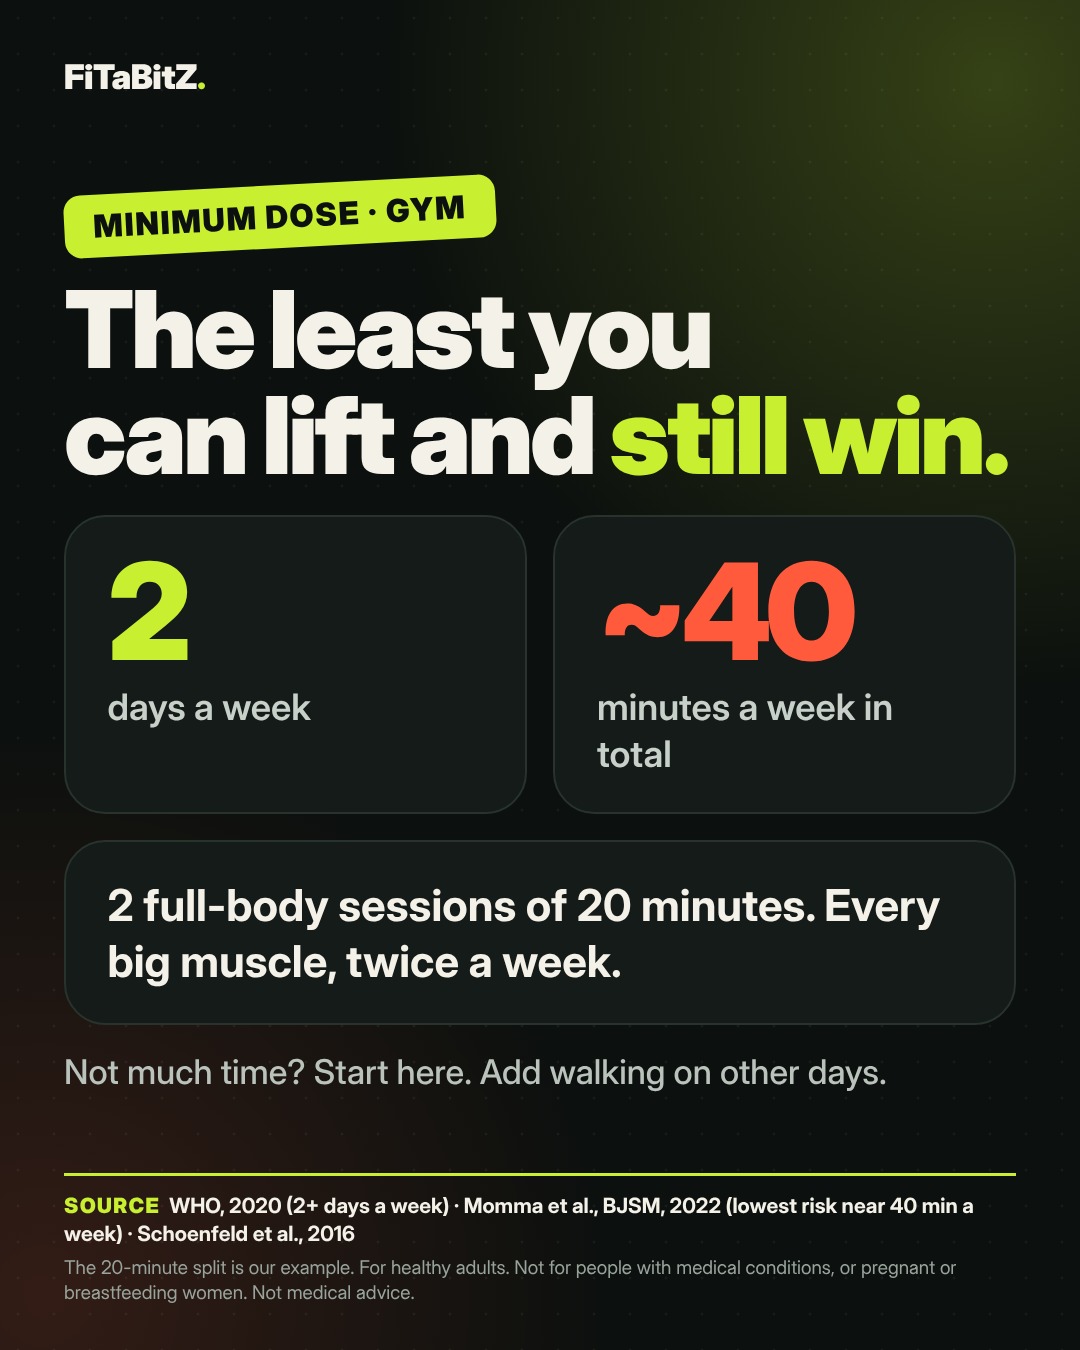 FiTaBitZ.
MINIMUM DOSE · GYM
The least you
can lift and still win.
2
days a week
~40
minutes a week in
total
2 full-body sessions of 20 minutes. Every
big muscle, twice a week.
Not much time? Start here. Add walking on other days.
SOURCE WHO, 2020 (2+ days a week) · Momma et al., BJSM, 2022 (lowest risk near 40 min a
week) · Schoenfeld et al., 2016
The 20-minute split is our example. For healthy adults. Not for people with medical conditions, or pregnant or
breastfeeding women. Not medical advice.